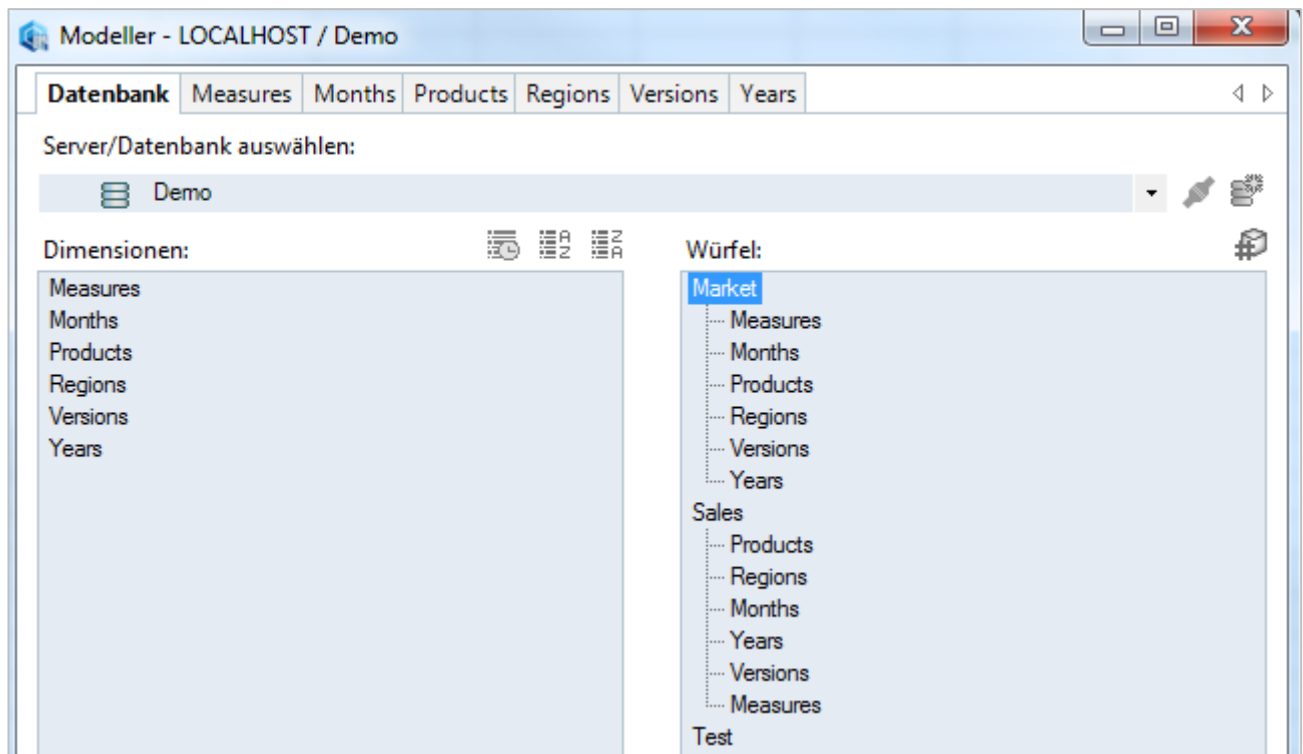 Modeller - LOCALHOST / Demo
Datenbank Measures Months Products Regions Versions Years
Server/Datenbank auswählen:
Demo
Dimensionen:
Measures
Months
Products
Regions
Versions
Years
Würfel:
Market
Measures
Months
Products
Regions
Versions
Years
Sales
Products
Regions
Months
Years
Versions
Measures
Test